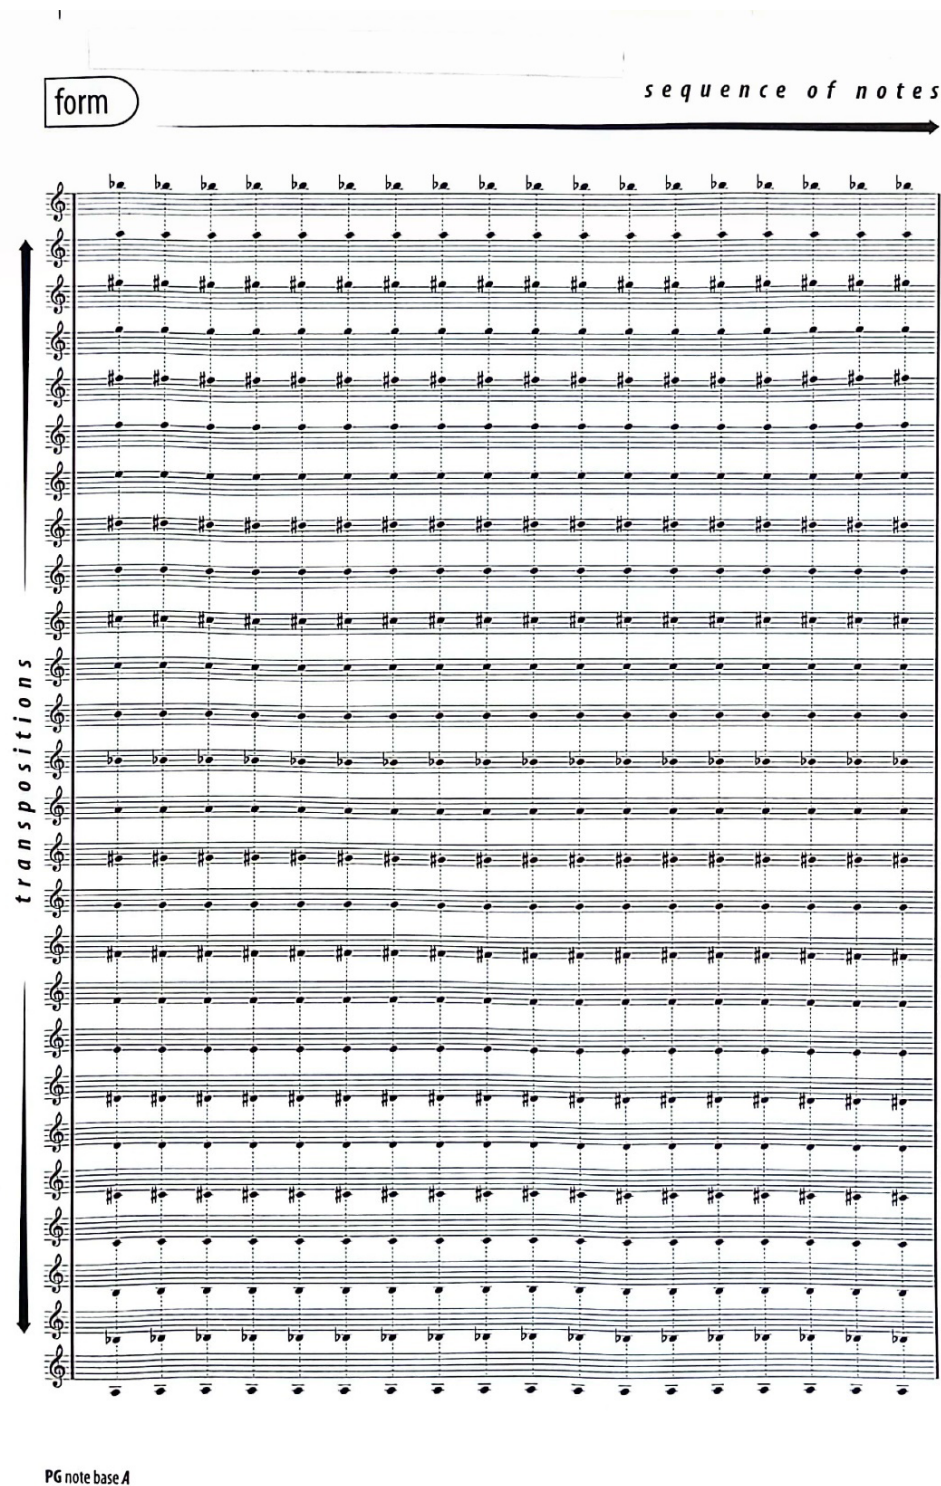 form
sequence of notes
transpositions
PG note base A